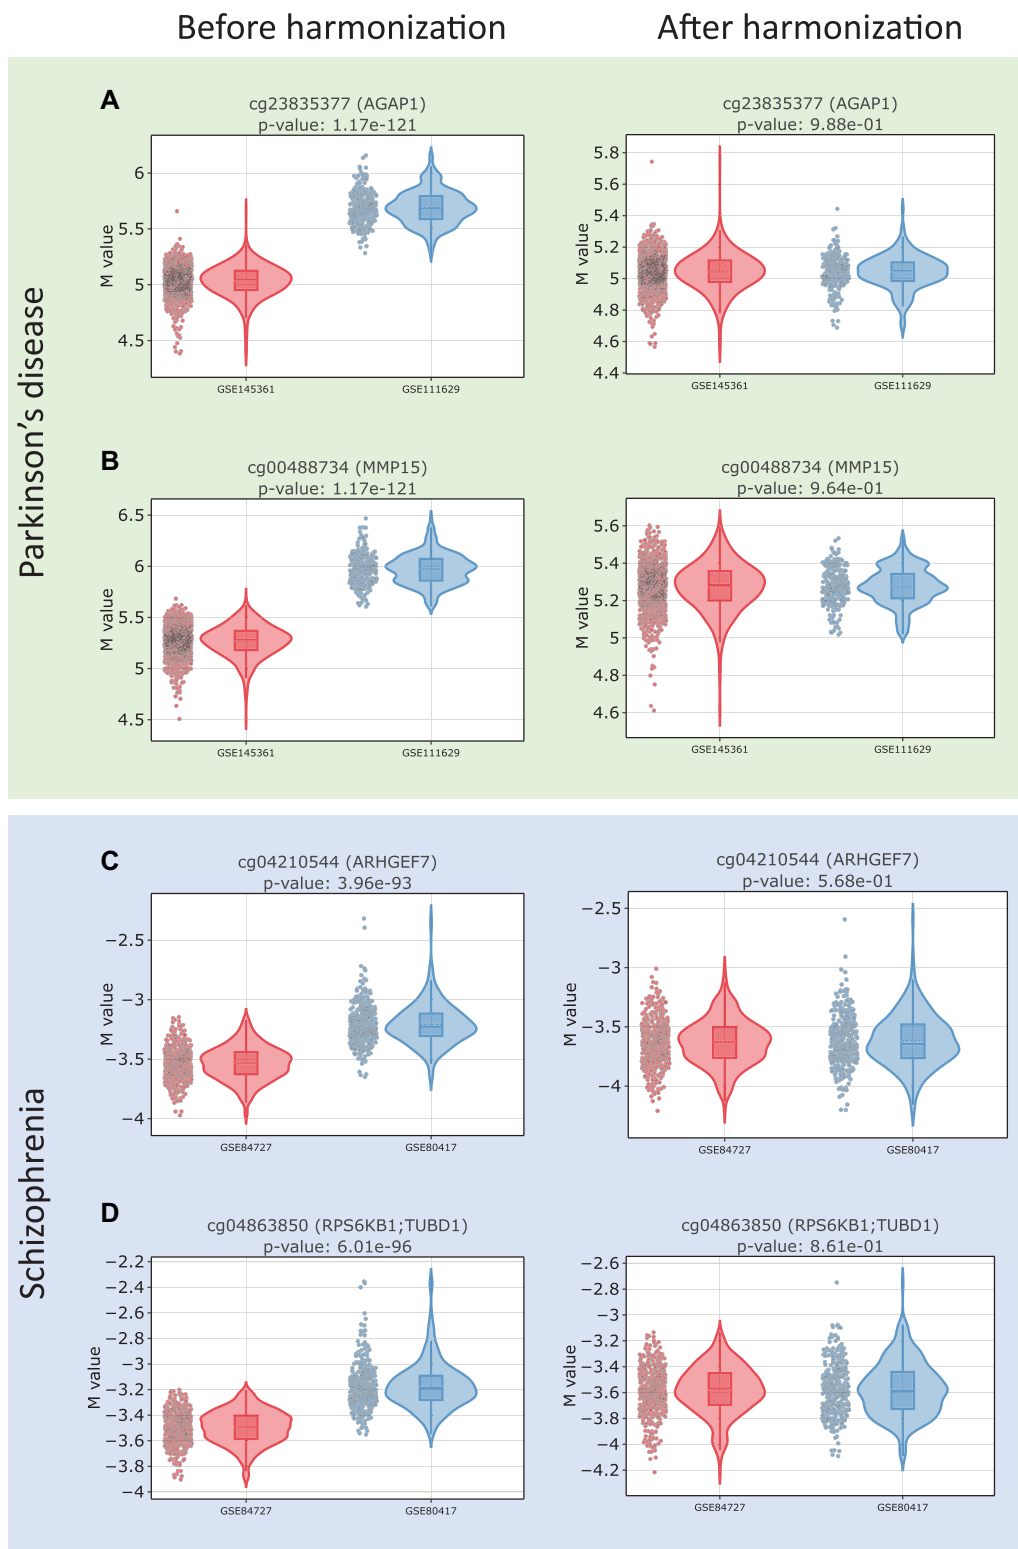 Before harmonization
After harmonization
Parkinson's disease
A
cg23835377 (AGAP1)
p-value: 1.17e-121
M value
6
5.5
5
4.5
GSE145361
GSE111629
cg23835377 (AGAP1)
p-value: 9.88e-01
M value
5.8
5.6
5.4
5.2
5
4.8
4.6
4.4
GSE145361
GSE111629
B
cg00488734 (MMP15)
p-value: 1.17e-121
M value
6.5
6
5.5
5
4.5
GSE145361
GSE111629
cg00488734 (MMP15)
p-value: 9.64e-01
M value
5.6
5.4
5.2
5
4.8
4.6
GSE145361
GSE111629
Schizophrenia
C
cg04210544 (ARHGEF7)
p-value: 3.96e-93
M value
−2.5
−3
−3.5
−4
GSE84727
GSE80417
cg04210544 (ARHGEF7)
p-value: 5.68e-01
M value
−2.5
−3
−3.5
−4
GSE84727
GSE80417
D
cg04863850 (RPS6KB1;TUBD1)
p-value: 6.01e-96
M value
−2.2
−2.4
−2.6
−2.8
−3
−3.2
−3.4
−3.6
−3.8
−4
GSE84727
GSE80417
cg04863850 (RPS6KB1;TUBD1)
p-value: 8.61e-01
M value
−2.6
−2.8
−3
−3.2
−3.4
−3.6
−3.8
−4
−4.2
GSE84727
GSE80417